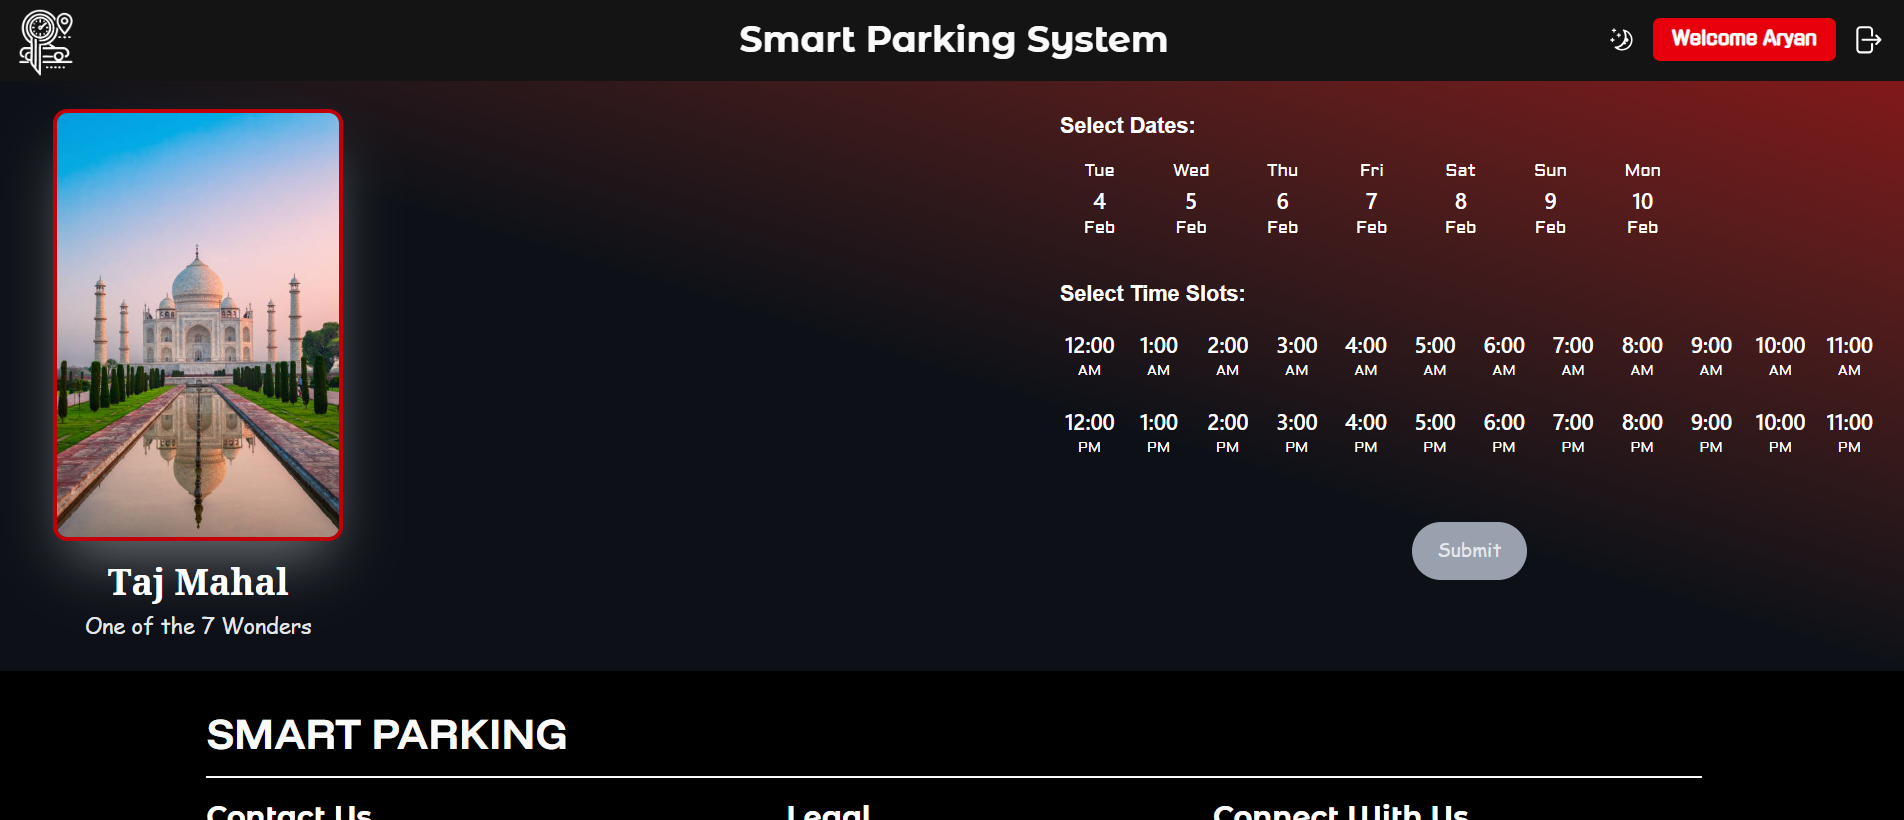 Smart Parking System
Welcome Aryan
Taj Mahal
One of the 7 Wonders
Select Dates:
Tue Wed Thu Fri Sat Sun Mon
4 5 6 7 8 9 10
Feb Feb Feb Feb Feb Feb Feb
Select Time Slots:
12:00 1:00 2:00 3:00 4:00 5:00 6:00 7:00 8:00 9:00 10:00 11:00
AM AM AM AM AM AM AM AM AM AM AM AM
12:00 1:00 2:00 3:00 4:00 5:00 6:00 7:00 8:00 9:00 10:00 11:00
PM PM PM PM PM PM PM PM PM PM PM PM
Submit
SMART PARKING
Contact Us Legal Connect With Us